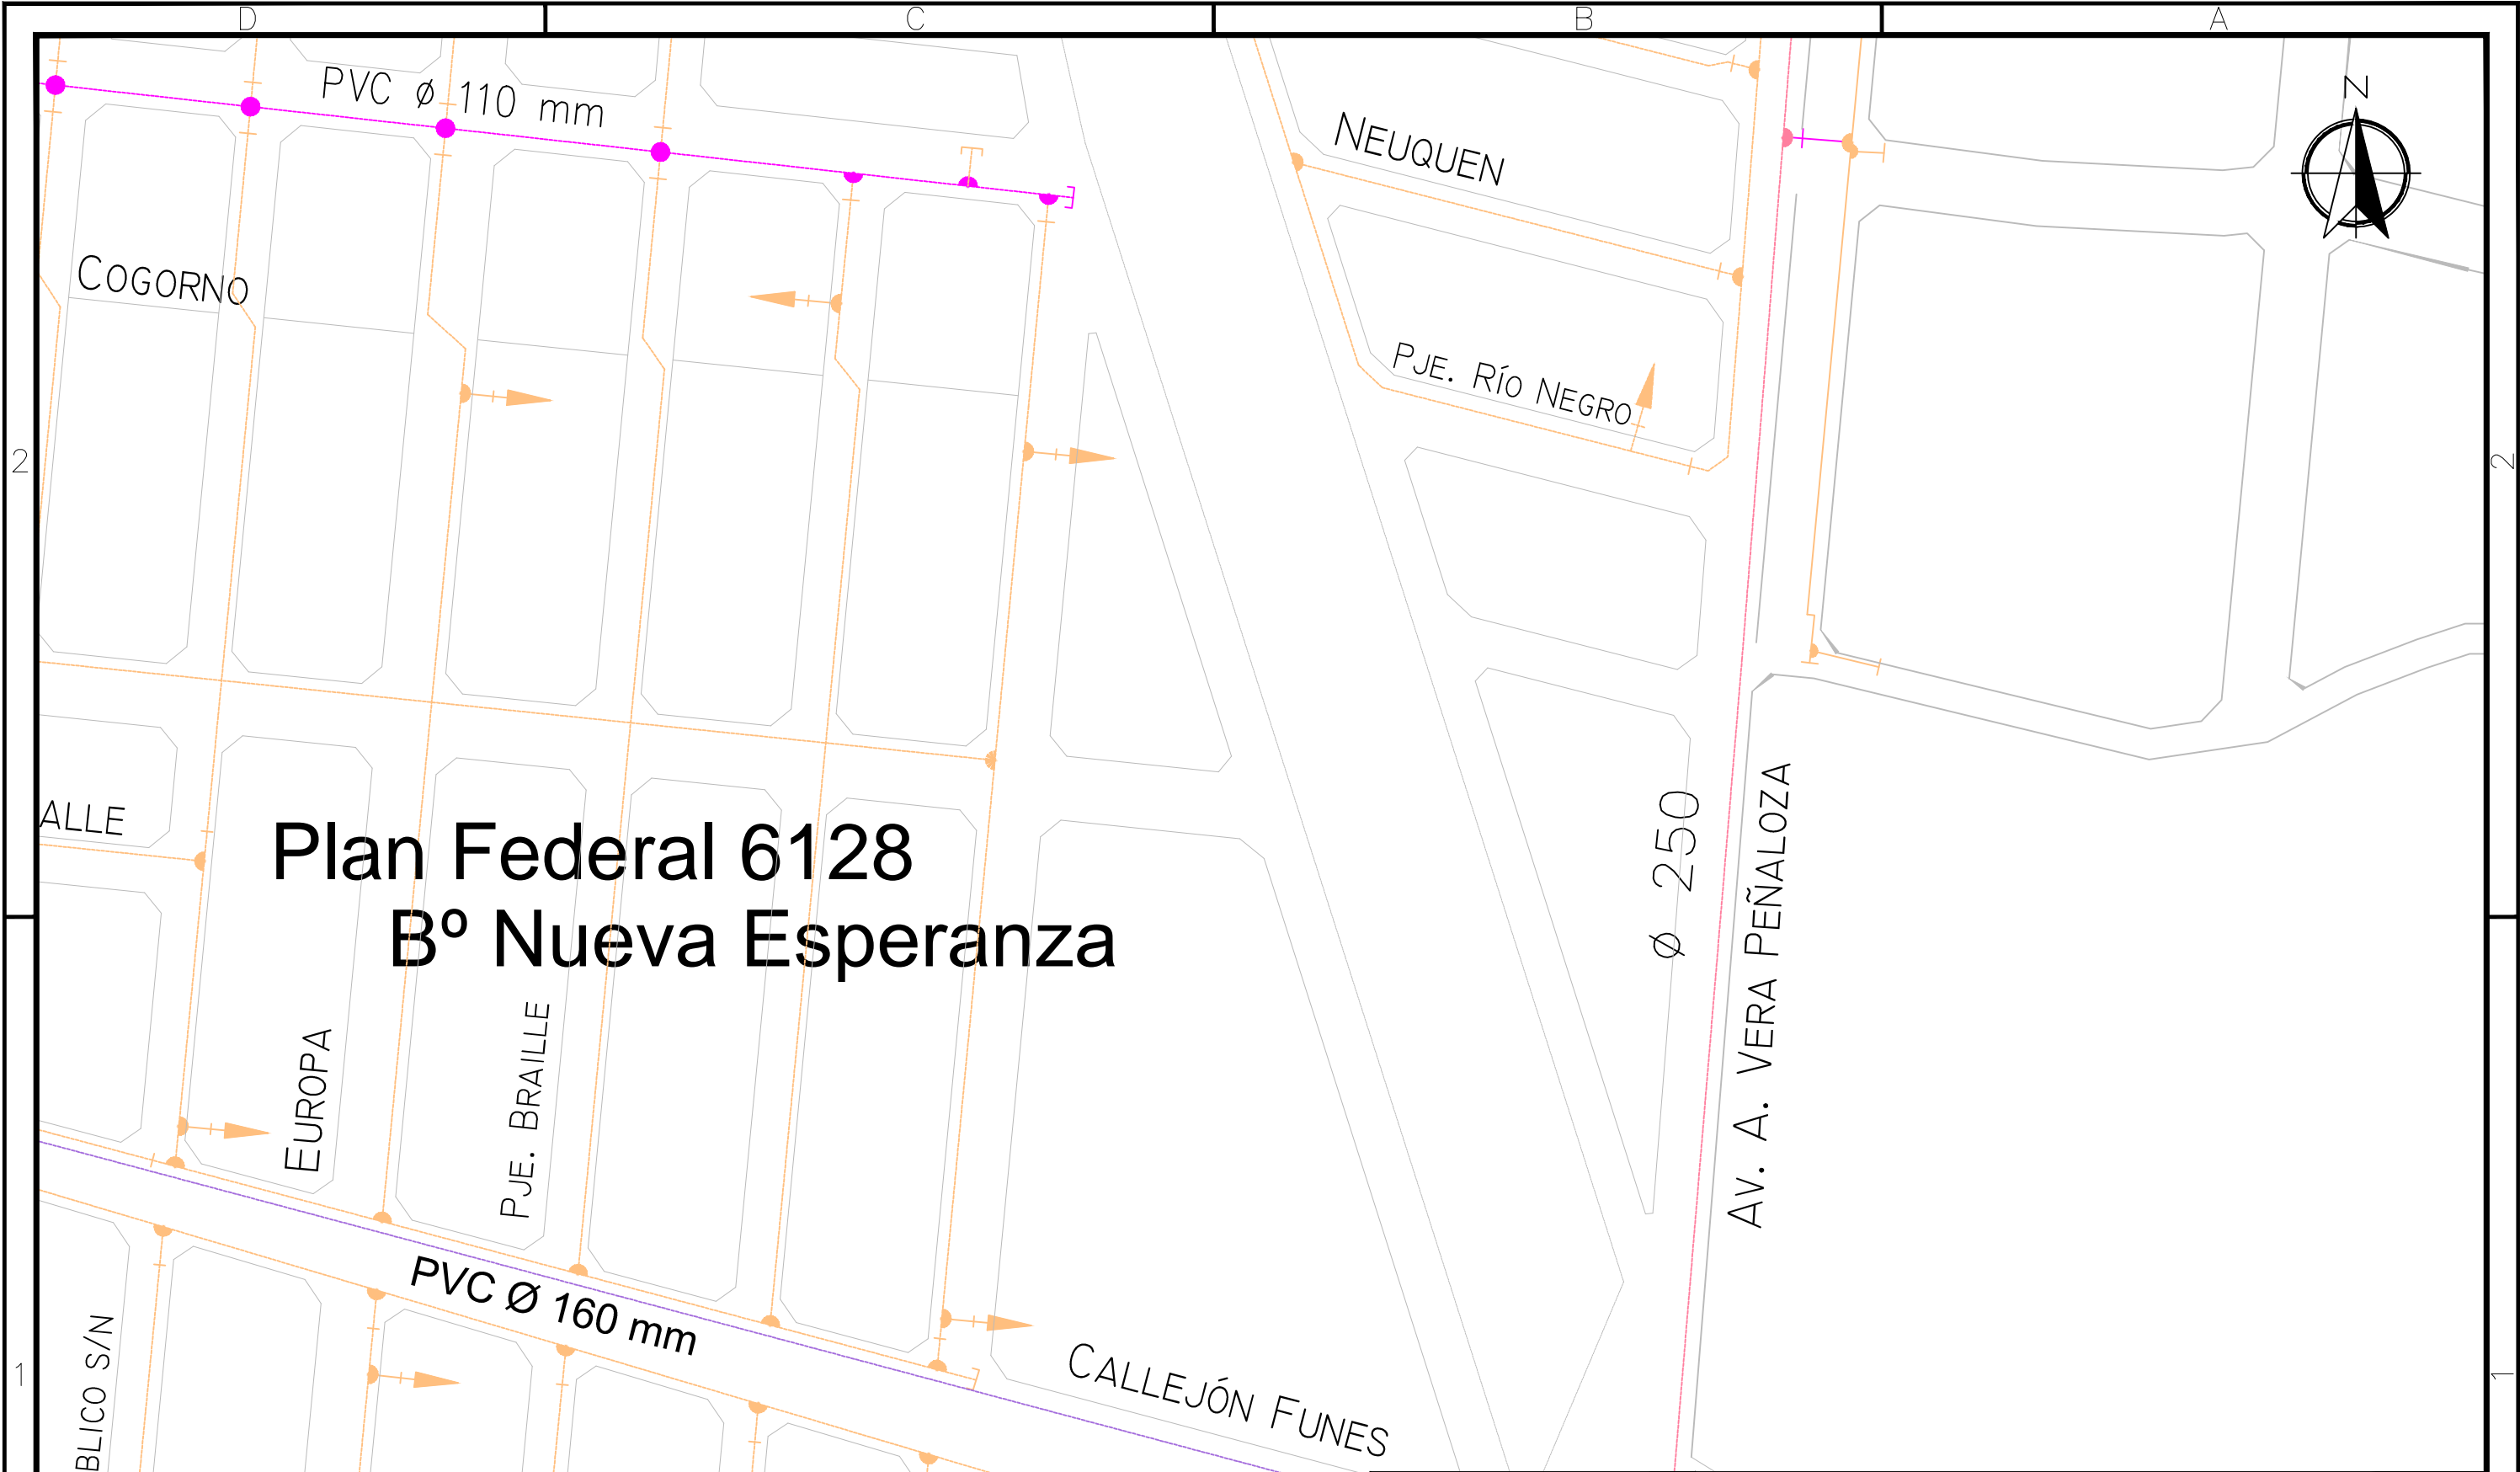 D
C
B
A
PVC ø 110 mm
N
NEUQUEN
COGORNO
PJE. RÍO NEGRO
2
2
ALLE
Plan Federal 6128
Bº Nueva Esperanza
ø 250
AV. A. VERA PEÑALOZA
EUROPA
PJE. BRAILLE
PVC Ø 160 mm
BLICO S/N
CALLEJÓN FUNES
1
1